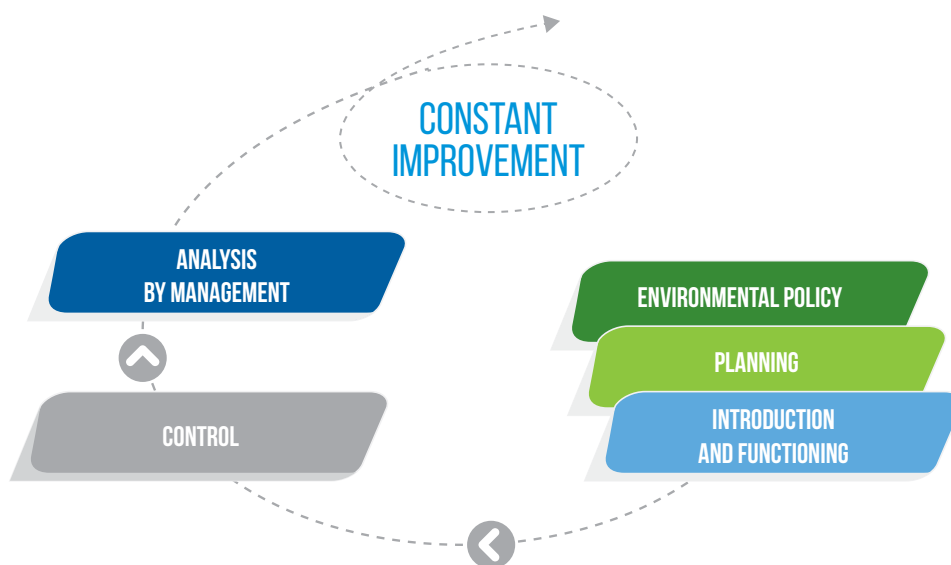 CONSTANT
IMPROVEMENT
ANALYSIS
BY MANAGEMENT
ENVIRONMENTAL POLICY
PLANNING
CONTROL
INTRODUCTION
AND FUNCTIONING